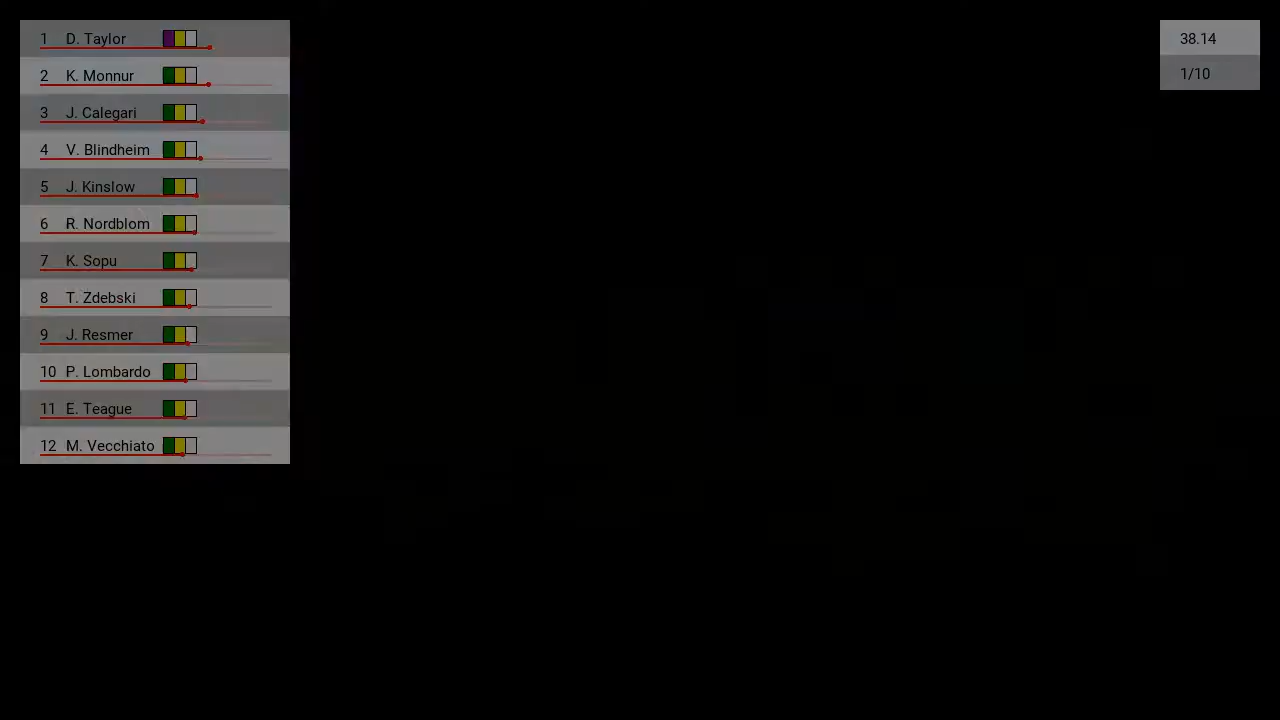 1 D. Taylor
2 K. Monnur
3 J. Calegari
4 V. Blindheim
5 J. Kinslow
6 R. Nordblom
7 K. Sopu
8 T. Zdebski
9 J. Resmer
10 P. Lombardo
11 E. Teague
12 M. Vecchiato
38.14
1/10